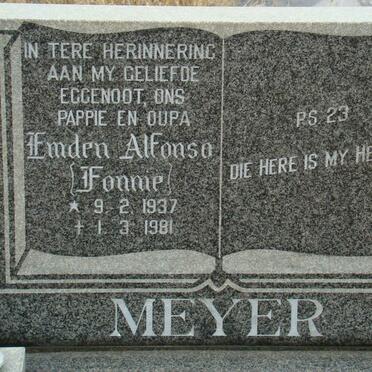 IN TERE HERINNERING
AAN MY GELIEFDE
EGGENOOT, ONS
PAPPIE EN OUPA
Emden Alfonso
(Fonnie)
* 9.2.1937
† 1.3.1981
PS 23
DIE HERE IS MY HE
MEYER